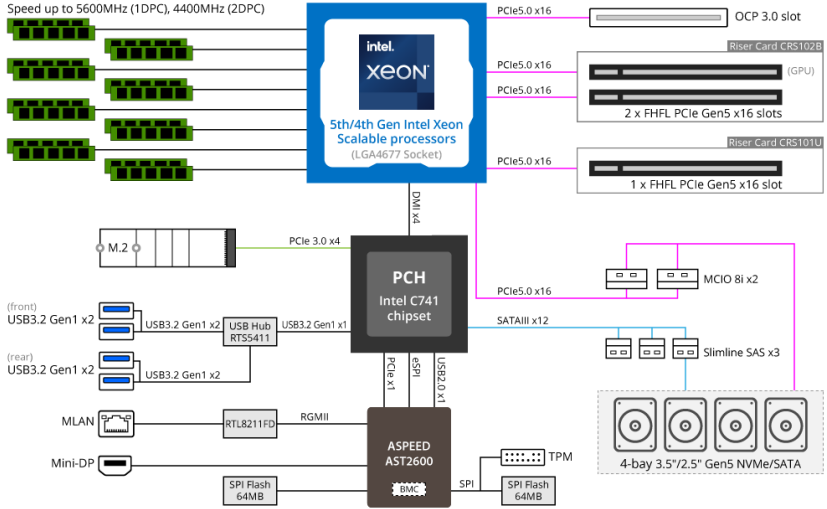 Speed up to 5600MHz (1DPC), 4400MHz (2DPC)
PCIe5.0 x16
OCP 3.0 slot
Riser Card CRS102B
intel.
xeon
PCIe5.0 x16
(GPU)
PCIe5.0 x16
2 x FHFL PCIe Gen5 x16 slots
5th/4th Gen Intel Xeon
Scalable processors
(LGA4677 Socket)
Riser Card CRS101U
PCIe5.0 x16
1 x FHFL PCIe Gen5 x16 slot
DMI x4
M.2
PCIe 3.0 x4
PCH
Intel C741
chipset
MCIO 8i x2
PCIe5.0 x16
(front)
USB3.2 Gen1 x2
USB3.2 Gen1 x2
USB Hub
RTS5411
USB3.2 Gen1 x1
SATAIII x12
Slimline SAS x3
(rear)
USB3.2 Gen1 x2
USB3.2 Gen1 x2
PCIe x1
eSPI
USB2.0 x1
MLAN
RTL8211FD
RGMII
ASPEED
AST2600
Mini-DP
TPM
4-bay 3.5"/2.5" Gen5 NVMe/SATA
SPI Flash
64MB
BMC
SPI
SPI Flash
64MB